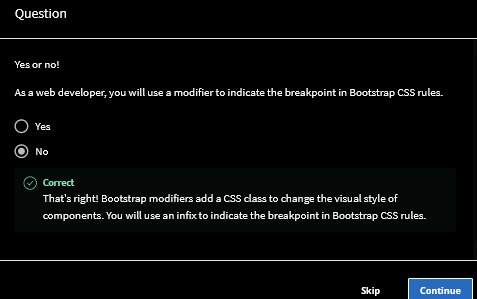 Question
Yes or no!
As a web developer, you will use a modifier to indicate the breakpoint in Bootstrap CSS rules.
Yes
No
Correct
That's right! Bootstrap modifiers add a CSS class to change the visual style of
components. You will use an infix to indicate the breakpoint in Bootstrap CSS rules.
Skip
Continue